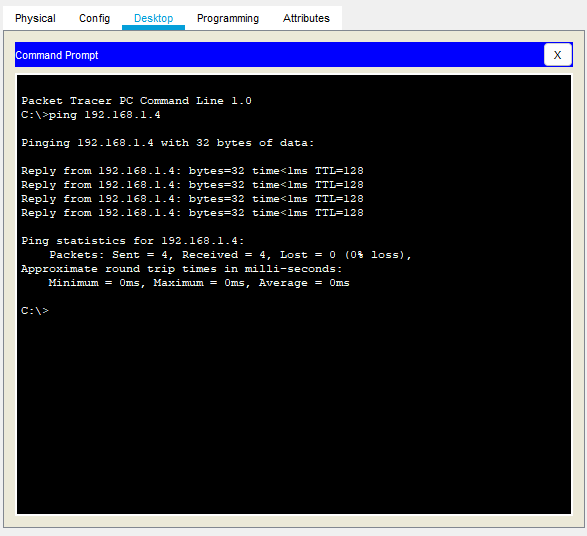 Physical Config Desktop Programming Attributes
Command Prompt X
Packet Tracer PC Command Line 1.0
C:\>ping 192.168.1.4
Pinging 192.168.1.4 with 32 bytes of data:
Reply from 192.168.1.4: bytes=32 time<1ms TTL=128
Reply from 192.168.1.4: bytes=32 time<1ms TTL=128
Reply from 192.168.1.4: bytes=32 time<1ms TTL=128
Reply from 192.168.1.4: bytes=32 time<1ms TTL=128
Ping statistics for 192.168.1.4:
    Packets: Sent = 4, Received = 4, Lost = 0 (0% loss),
Approximate round trip times in milli-seconds:
    Minimum = 0ms, Maximum = 0ms, Average = 0ms
C:\>